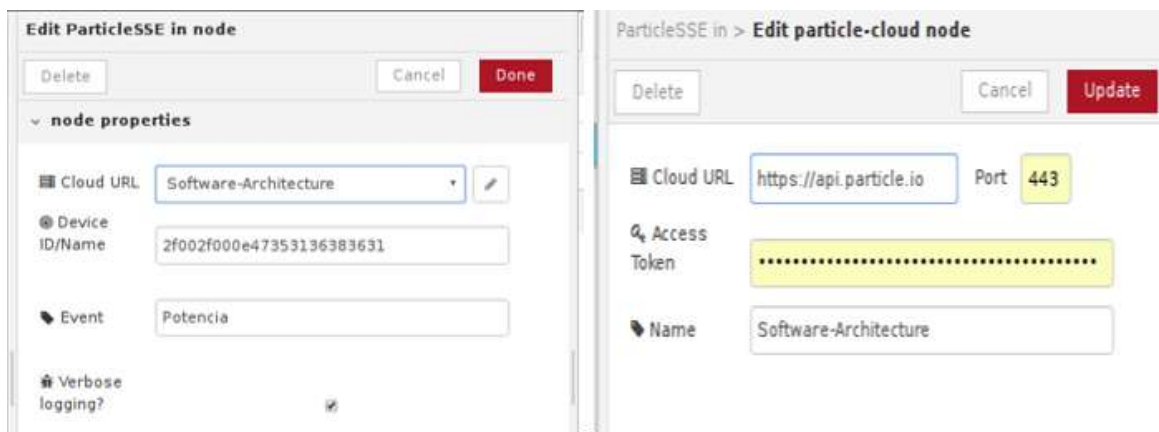 Edit ParticleSSE in node
Delete
Cancel
Done
node properties
Cloud URL
Software-Architecture
Device
ID/Name
2f002f000e47353136383631
Event
Potencia
Verbose
logging?
ParticleSSE in > Edit particle-cloud node
Delete
Cancel
Update
Cloud URL
https://api.particle.io
Port
443
Access
Token
••••••••••••••••••••••••••••••••••••••••
Name
Software-Architecture